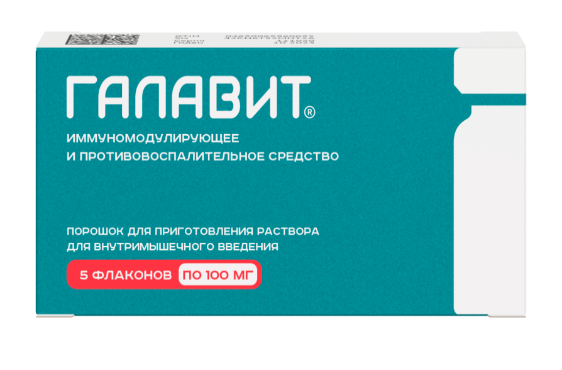 ГАЛАВИТ®
ИММУНОМОДУЛИРУЮЩЕЕ
И ПРОТИВОВОСПАЛИТЕЛЬНОЕ СРЕДСТВО
ПОРОШОК ДЛЯ ПРИГОТОВЛЕНИЯ РАСТВОРА
ДЛЯ ВНУТРИМЫШЕЧНОГО ВВЕДЕНИЯ
5 ФЛАКОНОВ ПО 100 МГ